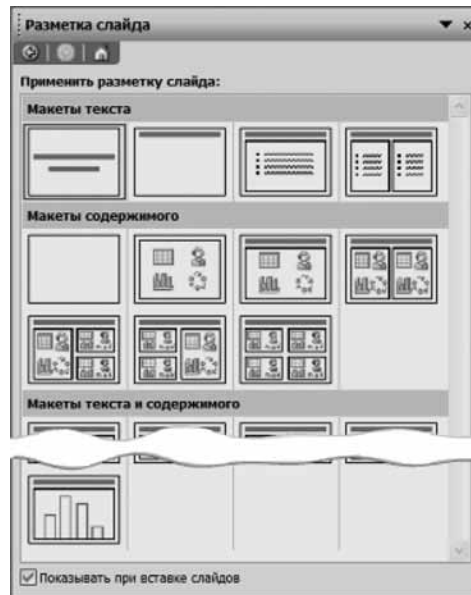 Разметка слайда
Применить разметку слайда:
Макеты текста
Макеты содержимого
Макеты текста и содержимого
Показывать при вставке слайдов